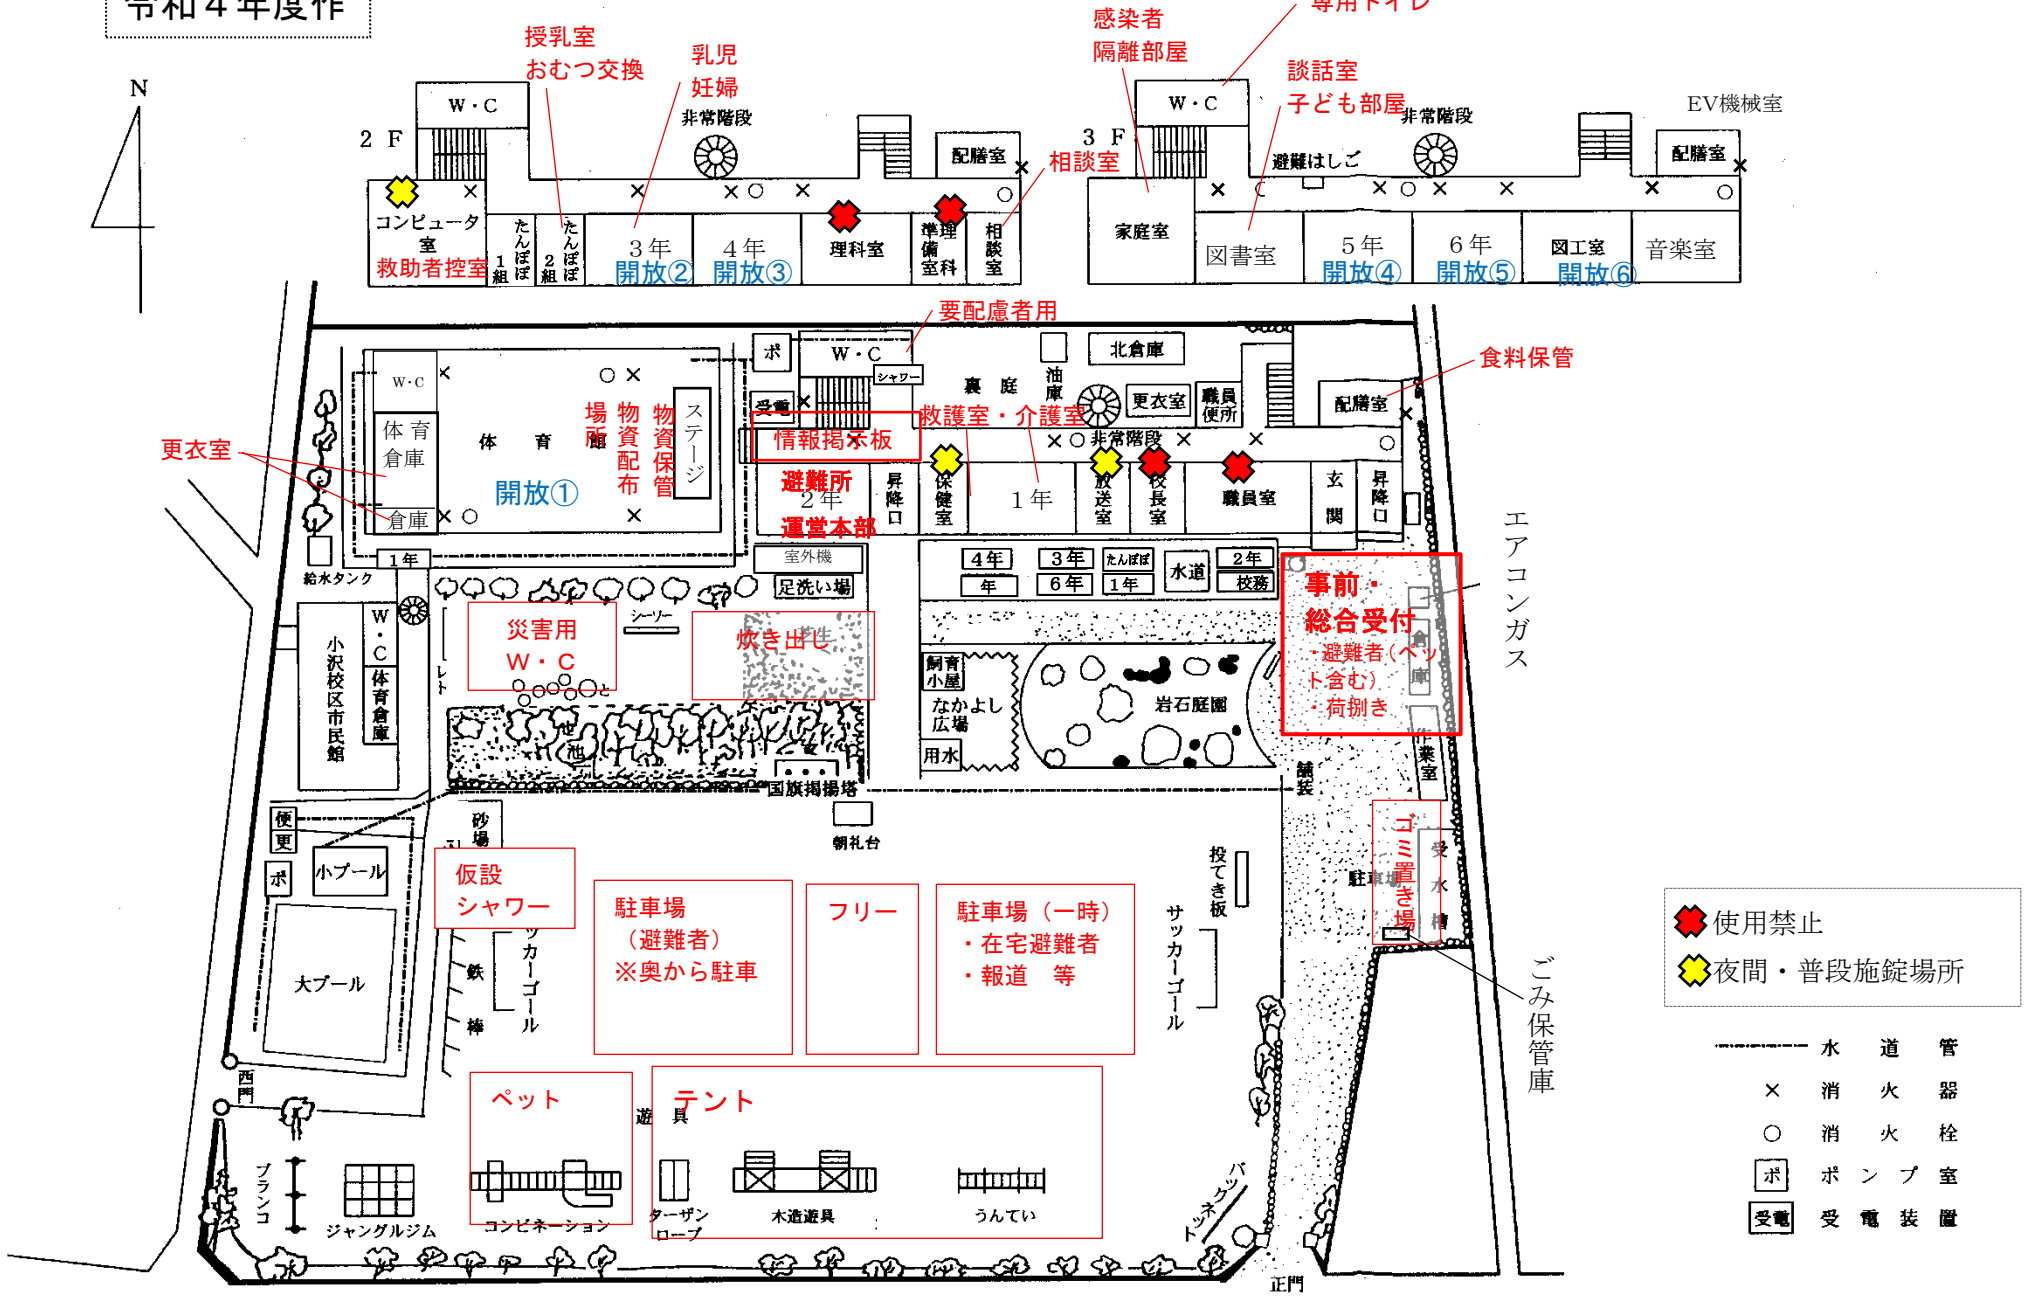 令和４年度作
N
２ Ｆ
Ｗ・Ｃ
授乳室
おむつ交換
乳児
妊婦
非常階段
配膳室
相談室
コンピュータ
室
救助者控室
たんぽぽ
１組
たんぽぽ
２組
３年
開放②
４年
開放③
理科室
理科
準備室
相談室
３ Ｆ
Ｗ・Ｃ
感染者
隔離部屋
専用トイレ
談話室
子ども部屋
非常階段
避難はしご
EV機械室
配膳室
家庭室
図書室
５年
開放④
６年
開放⑤
図工室
開放⑥
音楽室
要配慮者用
ポ
Ｗ・Ｃ
シャワー
裏庭
油庫
北倉庫
更衣室
職員
便所
食料保管
配膳室
受電
W・C
体育
倉庫
更衣室
倉庫
体育館
開放①
物資配布
場所
物資保管
ステージ
情報掲示板
救護室・介護室
非常階段
避難所
２年
運営本部
昇降口
保健室
１年
放送室
校長室
職員室
玄関
昇降口
給水タンク
１年
室外機
足洗い場
４年
３年
たんぽぽ
水道
２年
年
６年
１年
校務
事前・
総合受付
・避難者（ペッ
ト含む）
・荷捌き
倉庫
エアコンガス
作業室
小沢校区市民館
Ｗ・Ｃ
体育倉庫
災害用
Ｗ・Ｃ
シーソー
炊き出し
芝生
飼育
小屋
なかよし
広場
用水
岩石庭園
池
国旗掲揚塔
朝礼台
舗装
便
更
ポ
小プール
大プール
砂場
仮設
シャワー
鉄棒
ッカーゴール
駐車場
（避難者）
※奥から駐車
フリー
駐車場（一時）
・在宅避難者
・報道　等
投てき板
サッカーゴール
駐車場
ゴミ置き場
受水槽
ごみ保管庫
西門
ペット
遊具
テント
ブランコ
ジャングルジム
コンビネーション
ターザン
ロープ
木造遊具
うんてい
バックネット
正門
使用禁止
夜間・普段施錠場所
水道管
×　消火器
○　消火栓
ポ　ポンプ室
受電　受電装置